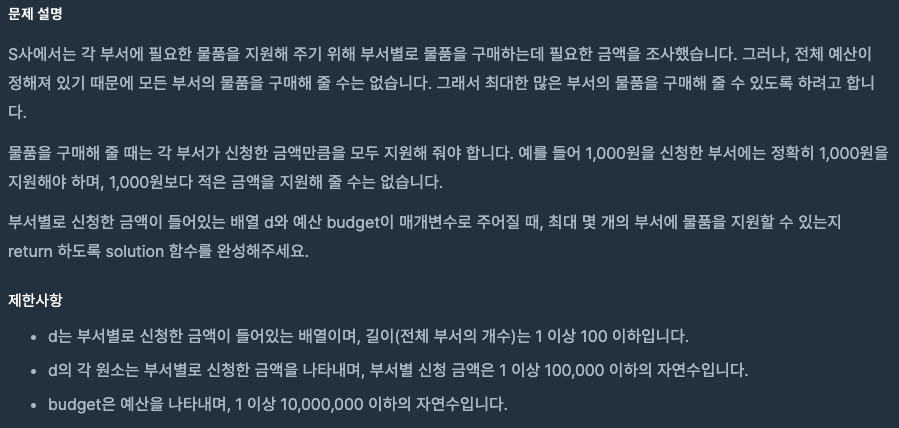 문제 설명
S사에서는 각 부서에 필요한 물품을 지원해 주기 위해 부서별로 물품을 구매하는데 필요한 금액을 조사했습니다. 그러나, 전체 예산이
정해져 있기 때문에 모든 부서의 물품을 구매해 줄 수는 없습니다. 그래서 최대한 많은 부서의 물품을 구매해 줄 수 있도록 하려고 합니
다.
물품을 구매해 줄 때는 각 부서가 신청한 금액만큼을 모두 지원해 줘야 합니다. 예를 들어 1,000원을 신청한 부서에는 정확히 1,000원을
지원해야 하며, 1,000원보다 적은 금액을 지원해 줄 수는 없습니다.
부서별로 신청한 금액이 들어있는 배열 d와 예산 budget이 매개변수로 주어질 때, 최대 몇 개의 부서에 물품을 지원할 수 있는지
return 하도록 solution 함수를 완성해주세요.
제한사항
• d는 부서별로 신청한 금액이 들어있는 배열이며, 길이(전체 부서의 개수)는 1 이상 100 이하입니다.
• d의 각 원소는 부서별로 신청한 금액을 나타내며, 부서별 신청 금액은 1 이상 100,000 이하의 자연수입니다.
• budget은 예산을 나타내며, 1 이상 10,000,000 이하의 자연수입니다.